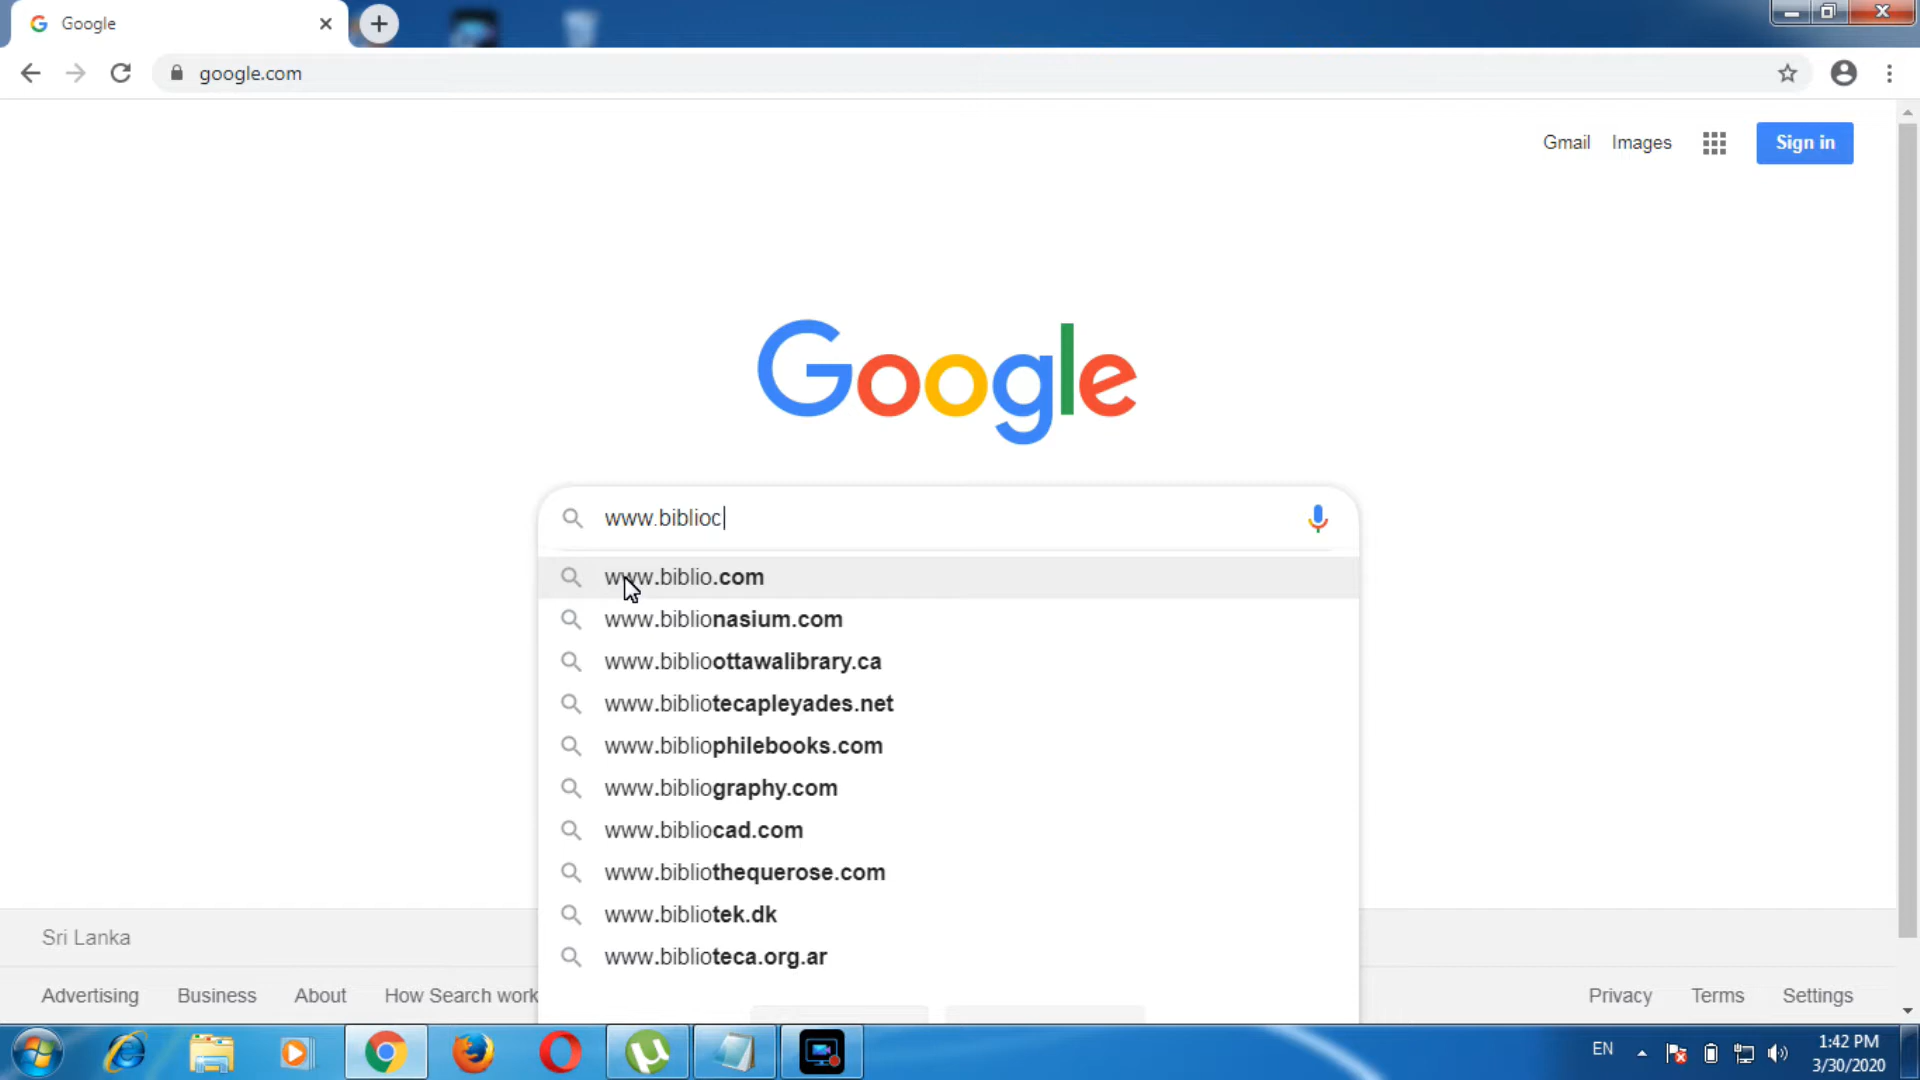 Google
google.com
Gmail Images Sign in
Google
www.biblioc
www.biblio.com
www.biblionasium.com
www.biblioottawalibrary.ca
www.bibliotecapleyades.net
www.bibliophilebooks.com
www.bibliography.com
www.bibliocad.com
www.bibliothequerose.com
www.bibliotek.dk
www.biblioteca.org.ar
Sri Lanka
Advertising Business About How Search work
Privacy Terms Settings
EN
1:42 PM
3/30/2020